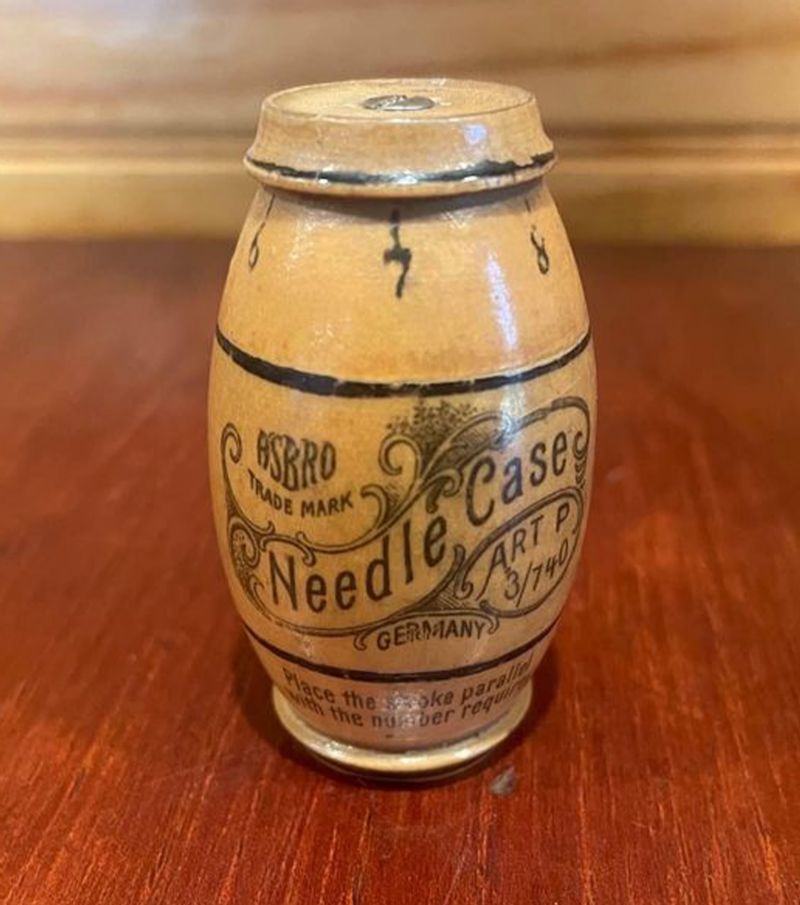 6 7 8
ASBRO
TRADE MARK
Needle Case
ART P
3/740
GERMANY
Place the stroke parallel
with the number required